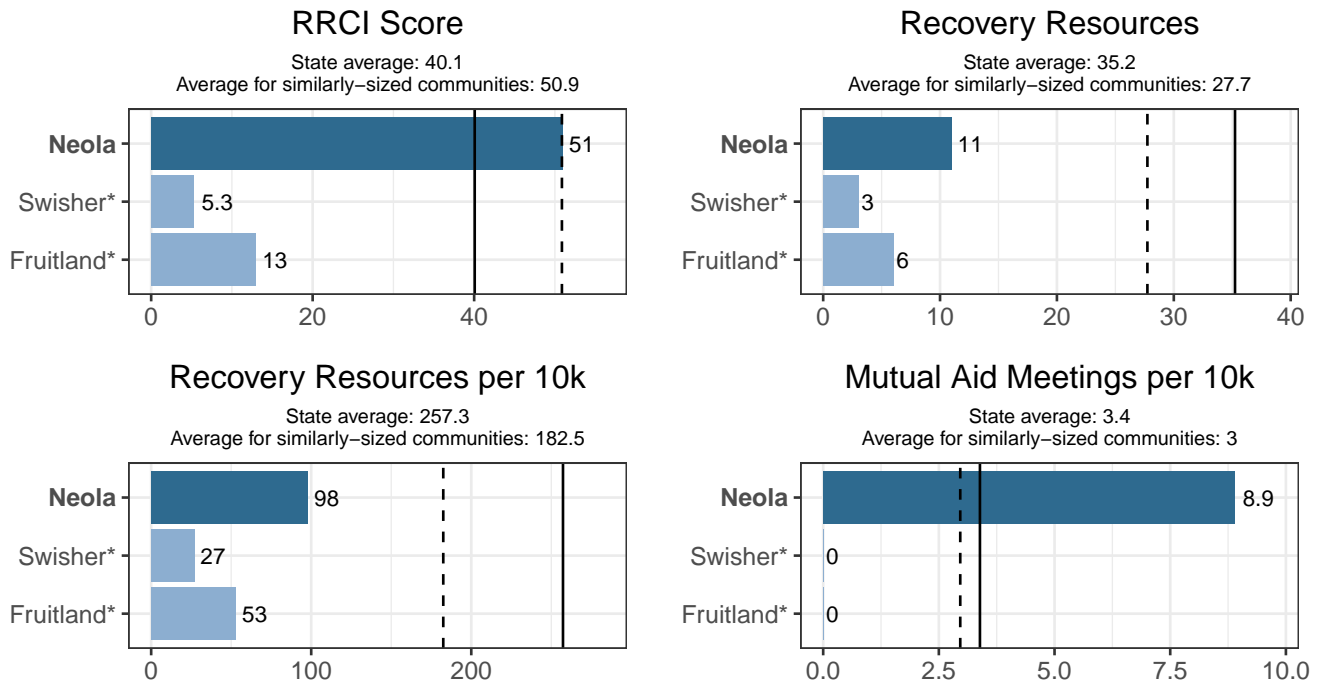 RRCI Score
State average: 40.1
Average for similarly−sized communities: 50.9
Neola
51
Swisher*
5.3
Fruitland*
13
0
20
40
Recovery Resources
State average: 35.2
Average for similarly−sized communities: 27.7
Neola
11
Swisher*
3
Fruitland*
6
0
10
20
30
40
Recovery Resources per 10k
State average: 257.3
Average for similarly−sized communities: 182.5
Neola
98
Swisher*
27
Fruitland*
53
0
100
200
Mutual Aid Meetings per 10k
State average: 3.4
Average for similarly−sized communities: 3
Neola
8.9
Swisher*
0
Fruitland*
0
0.0
2.5
5.0
7.5
10.0